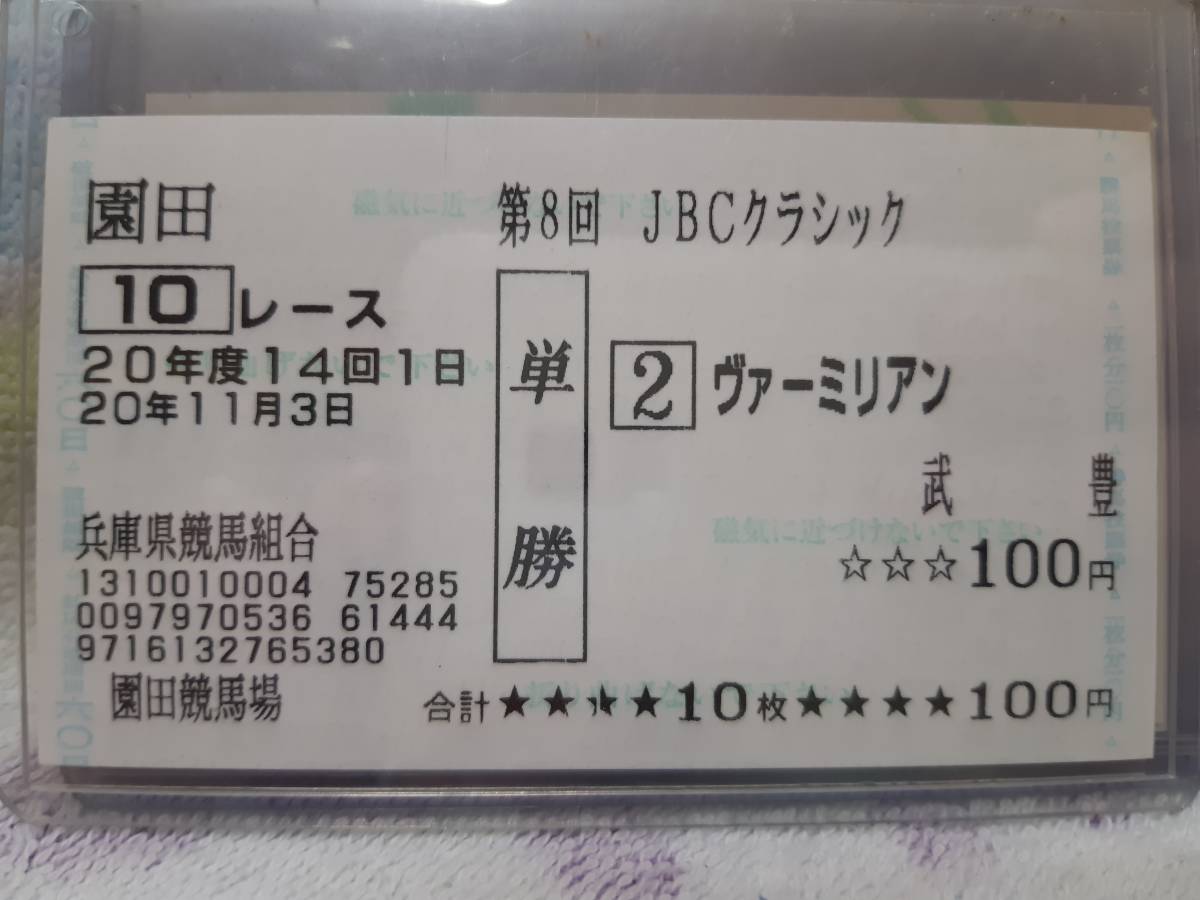 園田
第8回 JBCクラシック
10レース
20年度14回1日
20年11月3日
単勝
2 ヴァーミリアン
武 豊
☆☆☆100円
兵庫県競馬組合
1310010004 75285
0097970536 61444
9716132765380
園田競馬場
合計★★★★10枚★★★★100円
磁気に近づけないで下さい